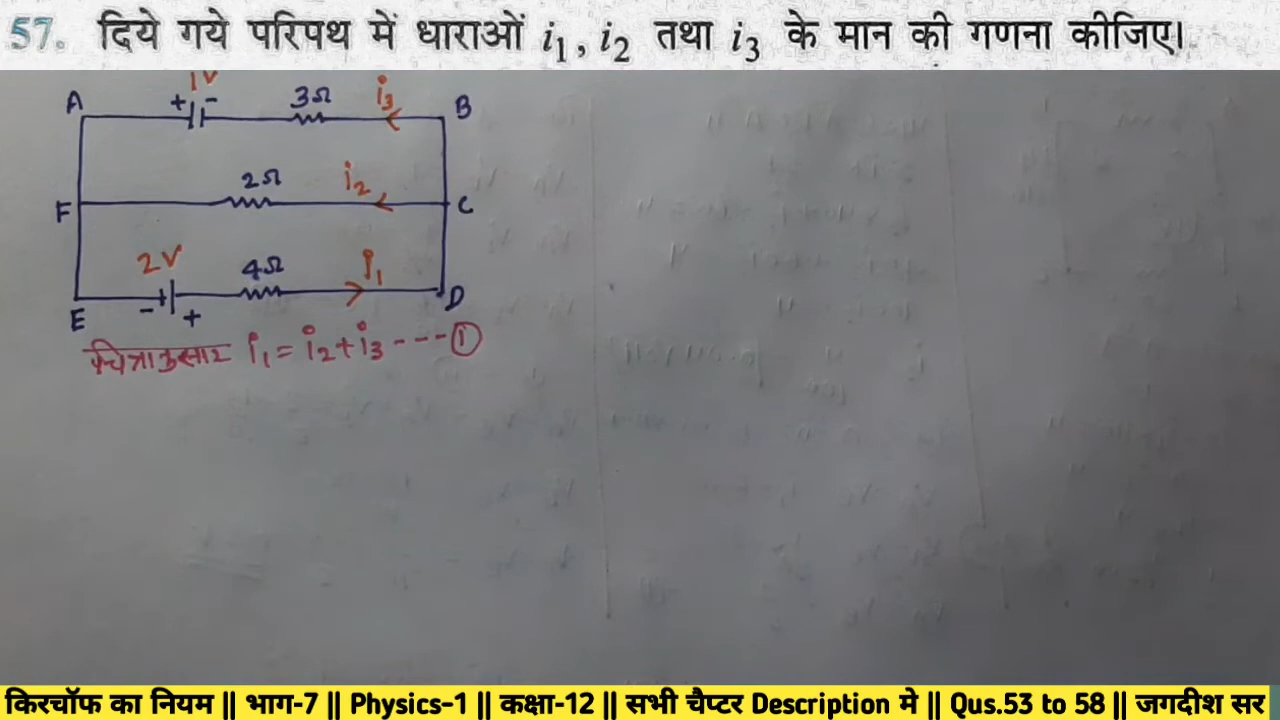 57. दिये गये परिपथ में धाराओं i₁, i₂ तथा i₃ के मान की गणना कीजिए।
1V
A + - 3Ω i₃ B
2Ω i₂
F C
2V 4Ω i₁
E - + D
चित्रानुसार i₁ = i₂ + i₃ ---- ①
किरचॉफ का नियम || भाग-7 || Physics-1 || कक्षा-12 || सभी चैप्टर Description मे || Qus.53 to 58 || जगदीश सर